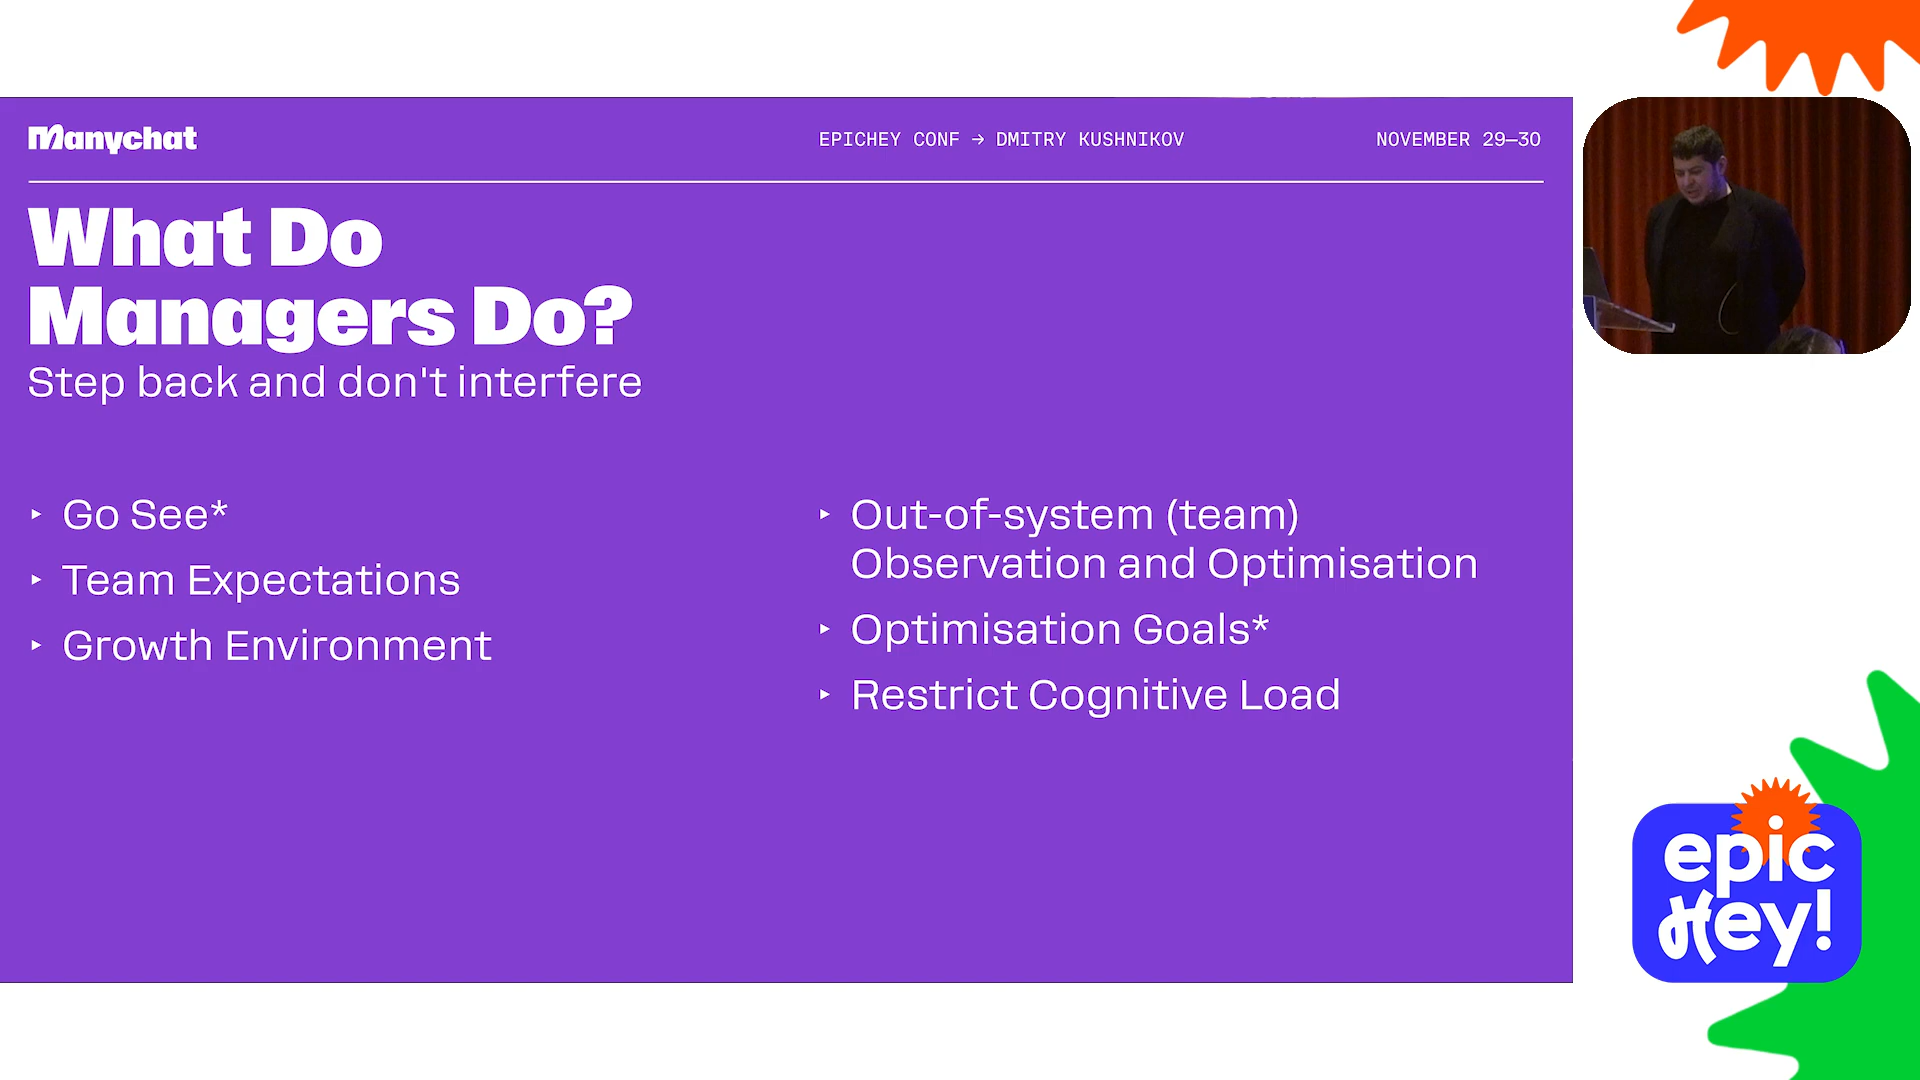 Manychat
EPICHEY CONF → DMITRY KUSHNIKOV
NOVEMBER 29—30
What Do
Managers Do?
Step back and don't interfere
‣ Go See*
‣ Team Expectations
‣ Growth Environment
‣ Out-of-system (team)
Observation and Optimisation
‣ Optimisation Goals*
‣ Restrict Cognitive Load
epic
Hey!